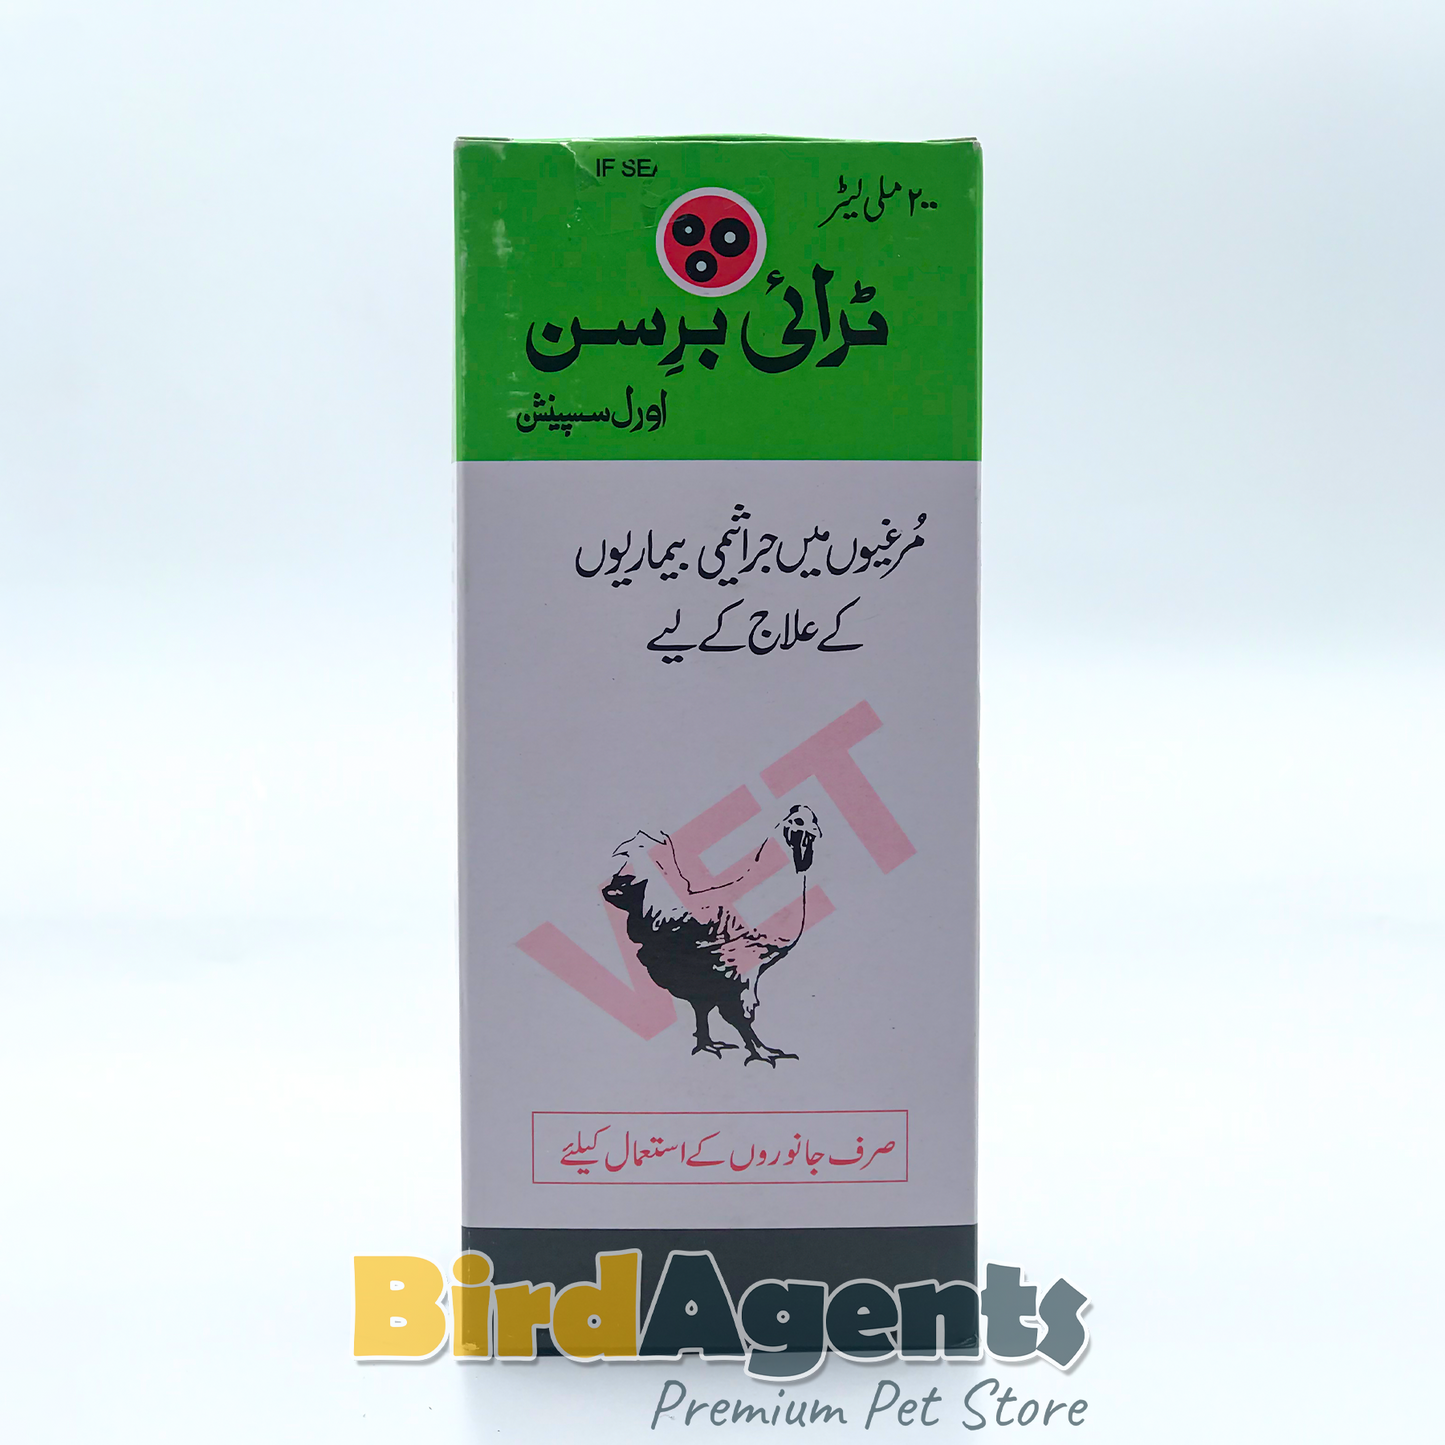 IF SEA
۲۰۰ ملی لیٹر
ٹرائی برِسن
اورل سسپینشن
مُرغیوں میں جراثیمی بیماریوں
کے علاج کے لیے
VET
صرف جانوروں کے استعمال کیلئے
BirdAgents
Premium Pet Store